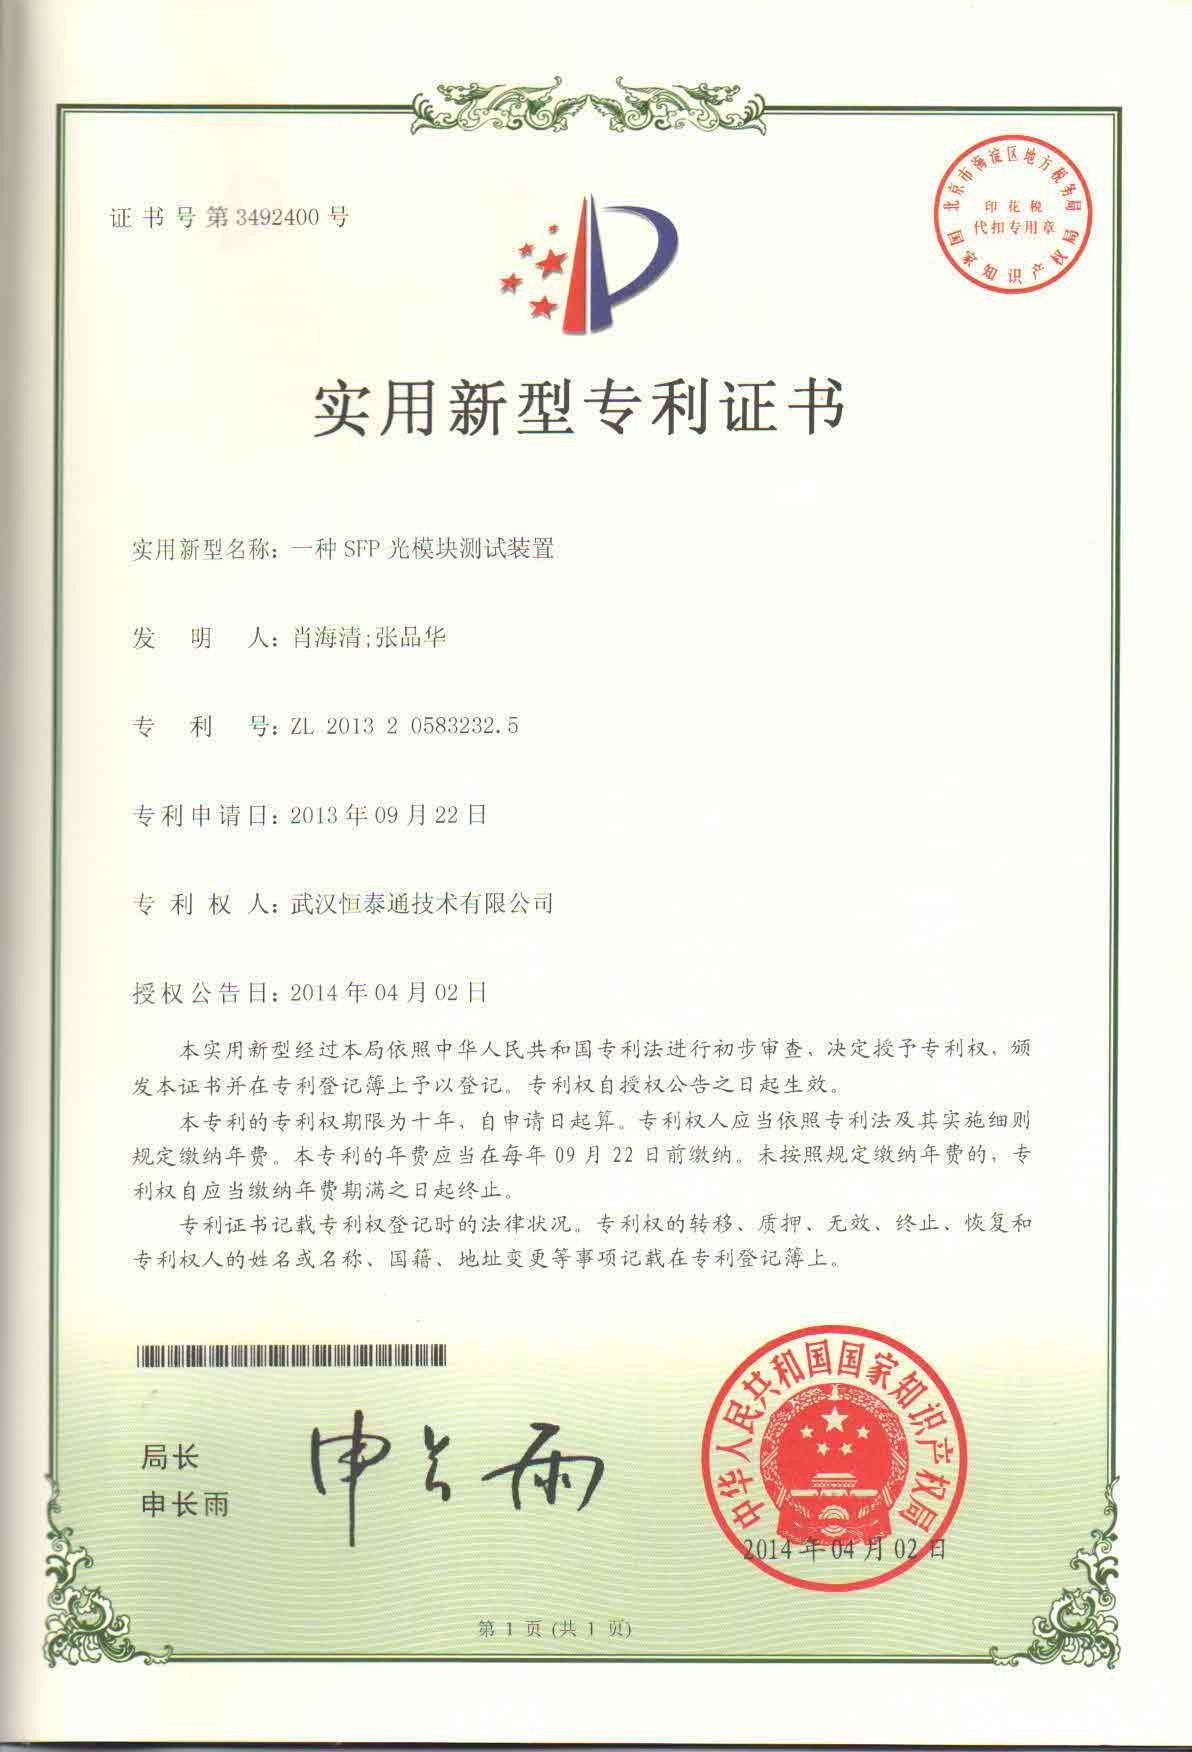 证书号第3492400号
北京市海淀区地方税务局
印花税
代扣专用章
国家知识产权局
实用新型专利证书
实用新型名称：一种SFP光模块测试装置
发明人：肖海清;张品华
专利号：ZL 2013 2 0583232.5
专利申请日：2013年09月22日
专利权人：武汉恒泰通技术有限公司
授权公告日：2014年04月02日
本实用新型经过本局依照中华人民共和国专利法进行初步审查，决定授予专利权，颁
发本证书并在专利登记簿上予以登记。专利权自授权公告之日起生效。
本专利的专利权期限为十年，自申请日起算。专利权人应当依照专利法及其实施细则
规定缴纳年费。本专利的年费应当在每年09月22日前缴纳。未按照规定缴纳年费的，专
利权自应当缴纳年费期满之日起终止。
专利证书记载专利权登记时的法律状况。专利权的转移、质押、无效、终止、恢复和
专利权人的姓名或名称、国籍、地址变更等事项记载在专利登记簿上。
局长
申长雨
申长雨
中华人民共和国国家知识产权局
2014年04月02日
第1页(共1页)